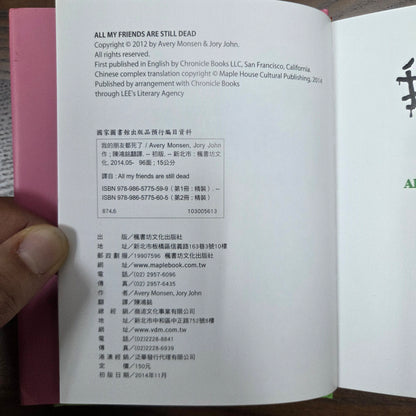 ALL MY FRIENDS ARE STILL DEAD
Copyright © 2012 by Avery Monsen & Jory John.
All rights reserved.
First published in English by Chronicle Books LLC, San Francisco, California.
Chinese complex translation copyright © Maple House Cultural Publishing, 2014
Published by arrangement with Chronicle Books
through LEE's Literary Agency
國家圖書館出版品預行編目資料
我的朋友都死了 / Avery Monsen, Jory John
作 ; 陳鴻銘翻譯. -- 初版. -- 新北市 : 楓書坊文
化, 2014.05- 96面 ; 15公分
譯自 : All my friends are still dead
ISBN 978-986-5775-59-9 ( 第1冊 : 精裝 ) . --
ISBN 978-986-5775-60-5 ( 第2冊 : 精裝 )
874.6 103005613
出 版／楓書坊文化出版社
地 址／新北市板橋區信義路163巷3號10樓
郵政劃撥／19907596 楓書坊文化出版社
網 址／www.maplebook.com.tw
電 話／(02) 2957-6096
傳 真／(02) 2957-6435
作 者／Avery Monsen, Jory John
翻 譯／陳鴻銘
總 經 銷／商流文化事業有限公司
地 址／新北市中和區中正路752號8樓
網 址／www.vdm.com.tw
電 話／(02) 2228-8841
傳 真／(02) 2228-6939
港澳經銷／泛華發行代理有限公司
定 價／150元
初版日期／2014年11月